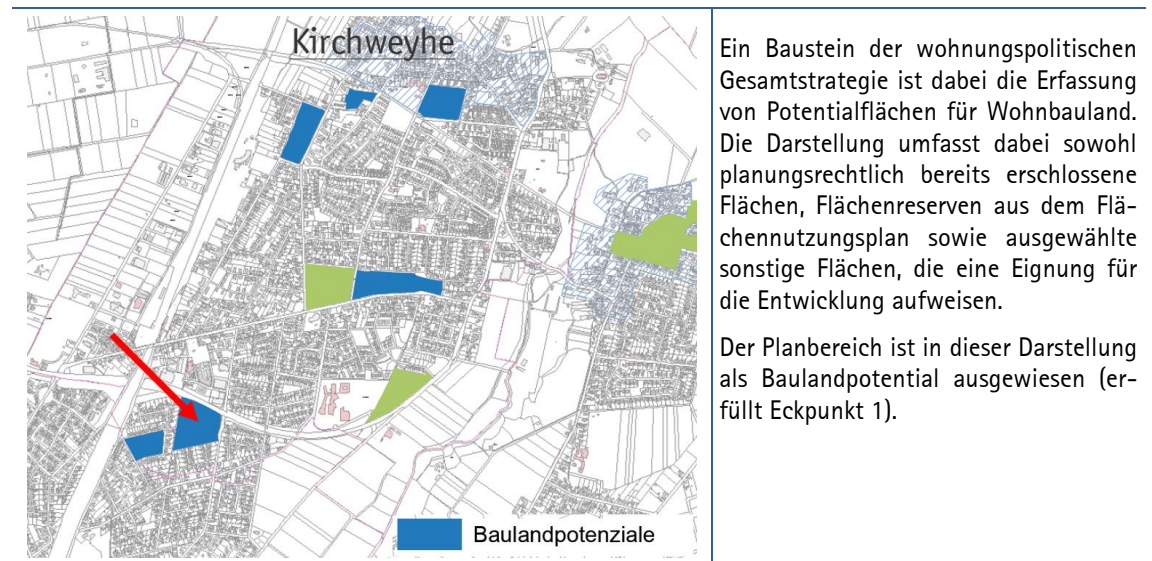 Kirchweyhe
Baulandpotenziale
Ein Baustein der wohnungspolitischen
Gesamtstrategie ist dabei die Erfassung
von Potentialflächen für Wohnbauland.
Die Darstellung umfasst dabei sowohl
planungsrechtlich bereits erschlossene
Flächen, Flächenreserven aus dem Flä-
chennutzungsplan sowie ausgewählte
sonstige Flächen, die eine Eignung für
die Entwicklung aufweisen.
Der Planbereich ist in dieser Darstellung
als Baulandpotential ausgewiesen (er-
füllt Eckpunkt 1).